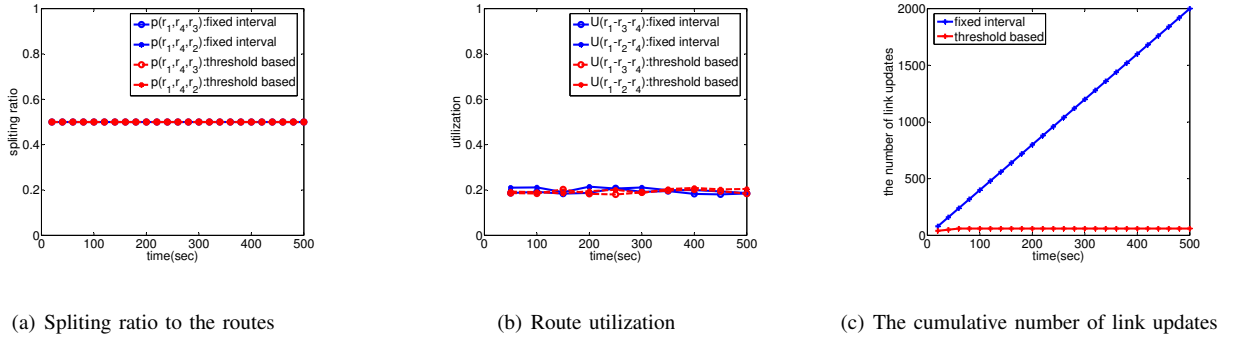 p(r1,r4,r3):fixed interval
p(r1,r4,r2):fixed interval
p(r1,r4,r3):threshold based
p(r1,r4,r2):threshold based
spliting ratio
1
0.8
0.6
0.4
0.2
0
0 100 200 300 400 500
time(sec)
(a) Spliting ratio to the routes
U(r1-r3-r4):fixed interval
U(r1-r2-r4):fixed interval
U(r1-r3-r4):threshold based
U(r1-r2-r4):threshold based
utilization
1
0.8
0.6
0.4
0.2
0
0 100 200 300 400 500
time(sec)
(b) Route utilization
fixed interval
threshold based
the number of link updates
2000
1500
1000
500
0
0 100 200 300 400 500
time(sec)
(c) The cumulative number of link updates